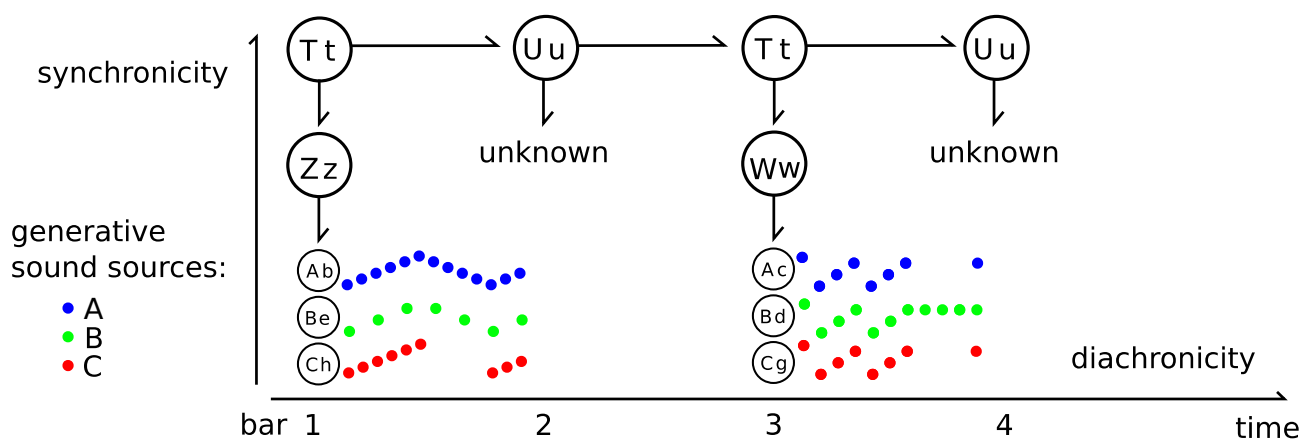 Tt Uu Tt Uu
synchronicity
unknown unknown
Zz Ww
generative
sound sources:
A
B
C
Ab
Be
Ch
Ac
Bd
Cg
diachronicity
bar 1 2 3 4 time